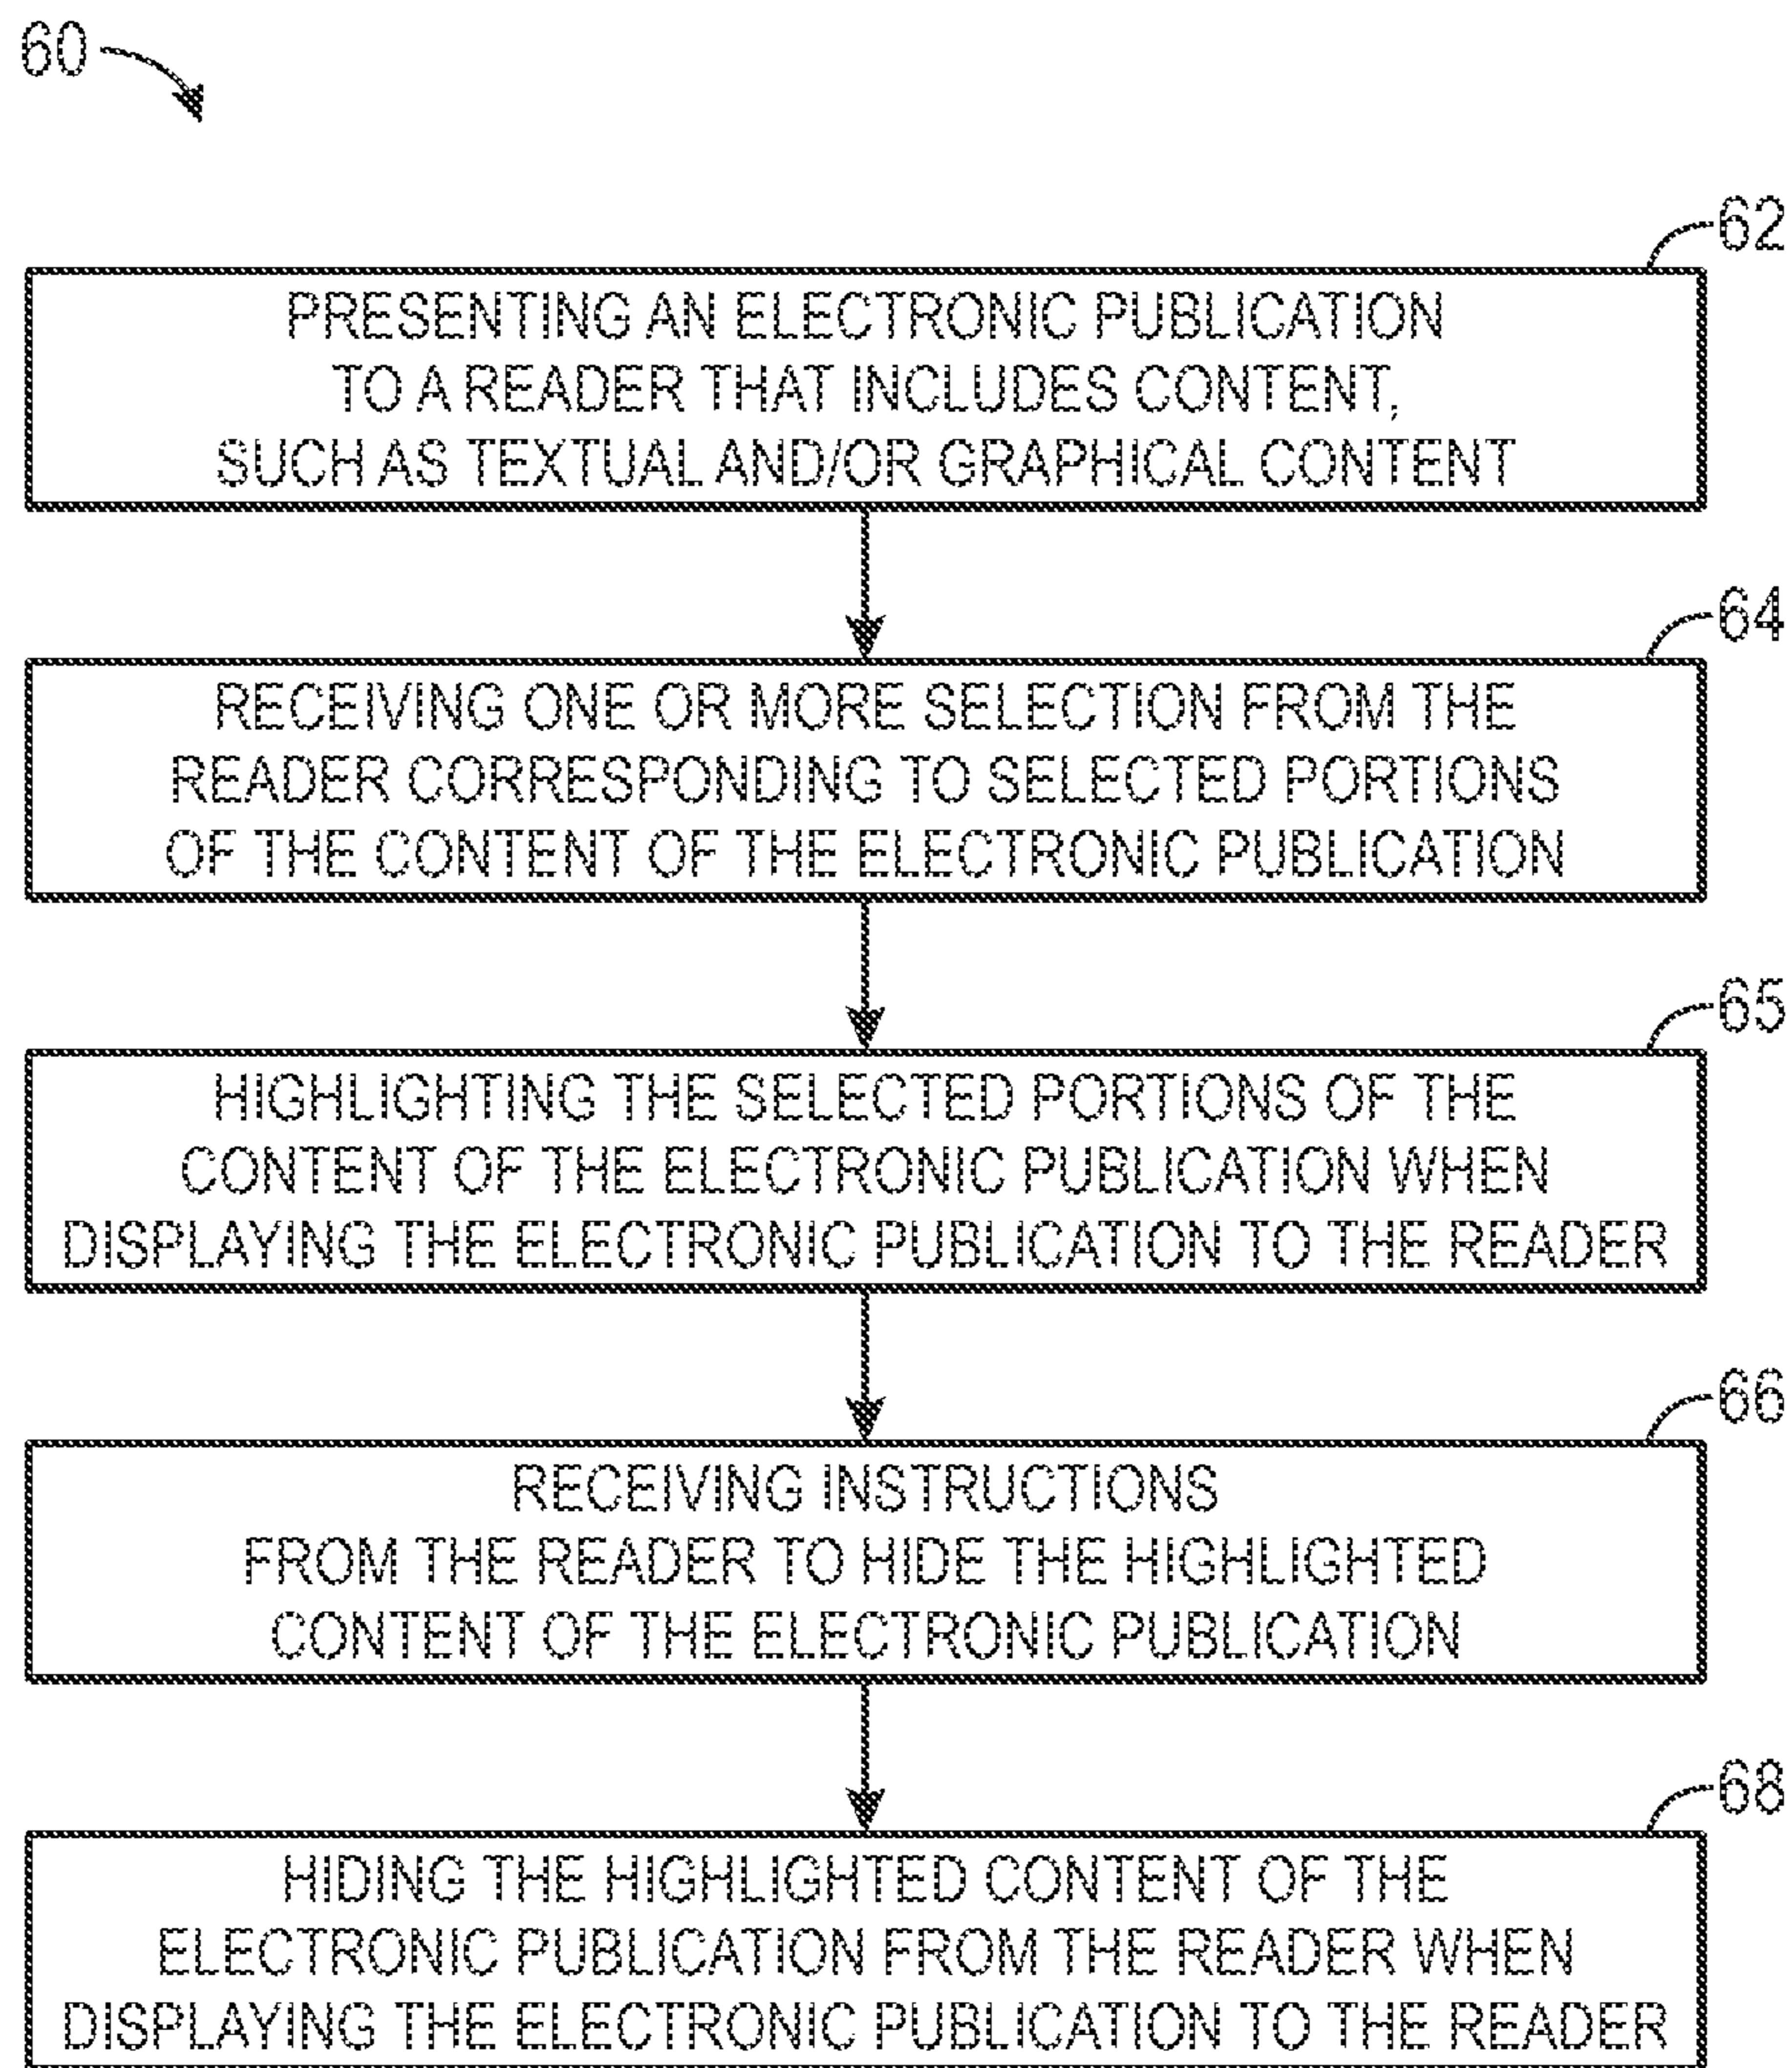 60
62
PRESENTING AN ELECTRONIC PUBLICATION
TO A READER THAT INCLUDES CONTENT,
SUCH AS TEXTUAL AND/OR GRAPHICAL CONTENT
64
RECEIVING ONE OR MORE SELECTION FROM THE
READER CORRESPONDING TO SELECTED PORTIONS
OF THE CONTENT OF THE ELECTRONIC PUBLICATION
65
HIGHLIGHTING THE SELECTED PORTIONS OF THE
CONTENT OF THE ELECTRONIC PUBLICATION WHEN
DISPLAYING THE ELECTRONIC PUBLICATION TO THE READER
66
RECEIVING INSTRUCTIONS
FROM THE READER TO HIDE THE HIGHLIGHTED
CONTENT OF THE ELECTRONIC PUBLICATION
68
HIDING THE HIGHLIGHTED CONTENT OF THE
ELECTRONIC PUBLICATION FROM THE READER WHEN
DISPLAYING THE ELECTRONIC PUBLICATION TO THE READER